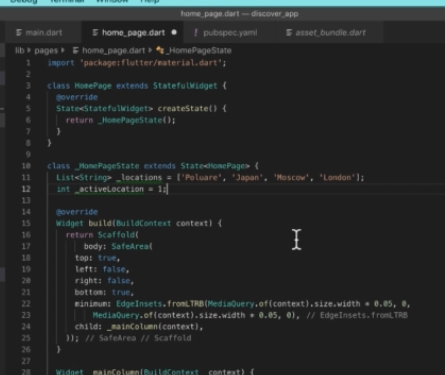 Debug Terminal Window Help
home_page.dart — discover_app
main.dart home_page.dart pubspec.yaml asset_bundle.dart
lib > pages > home_page.dart > _HomePageState
1 import 'package:flutter/material.dart';
2
3 class HomePage extends StatefulWidget {
4 @override
5 State<StatefulWidget> createState() {
6 return _HomePageState();
7 }
8 }
9
10 class _HomePageState extends State<HomePage> {
11 List<String> _locations = ['Poluare', 'Japan', 'Moscow', 'London'];
12 int _activeLocation = 1;
13
14 @override
15 Widget build(BuildContext context) {
16 return Scaffold(
17 body: SafeArea(
18 top: true,
19 left: false,
20 right: false,
21 bottom: true,
22 minimum: EdgeInsets.fromLTRB(MediaQuery.of(context).size.width * 0.05, 0,
23 MediaQuery.of(context).size.width * 0.05, 0), // EdgeInsets.fromLTRB
24 child: _mainColumn(context),
25 )); // SafeArea // Scaffold
26 }
27
28 Widget _mainColumn(BuildContext _context) {